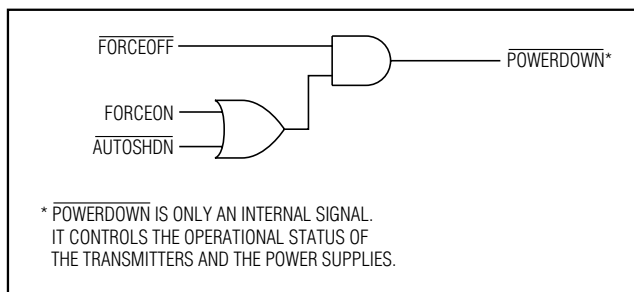 FORCEOFF
POWERDOWN*
FORCEON
AUTOSHDN
* POWERDOWN IS ONLY AN INTERNAL SIGNAL.
IT CONTROLS THE OPERATIONAL STATUS OF
THE TRANSMITTERS AND THE POWER SUPPLIES.